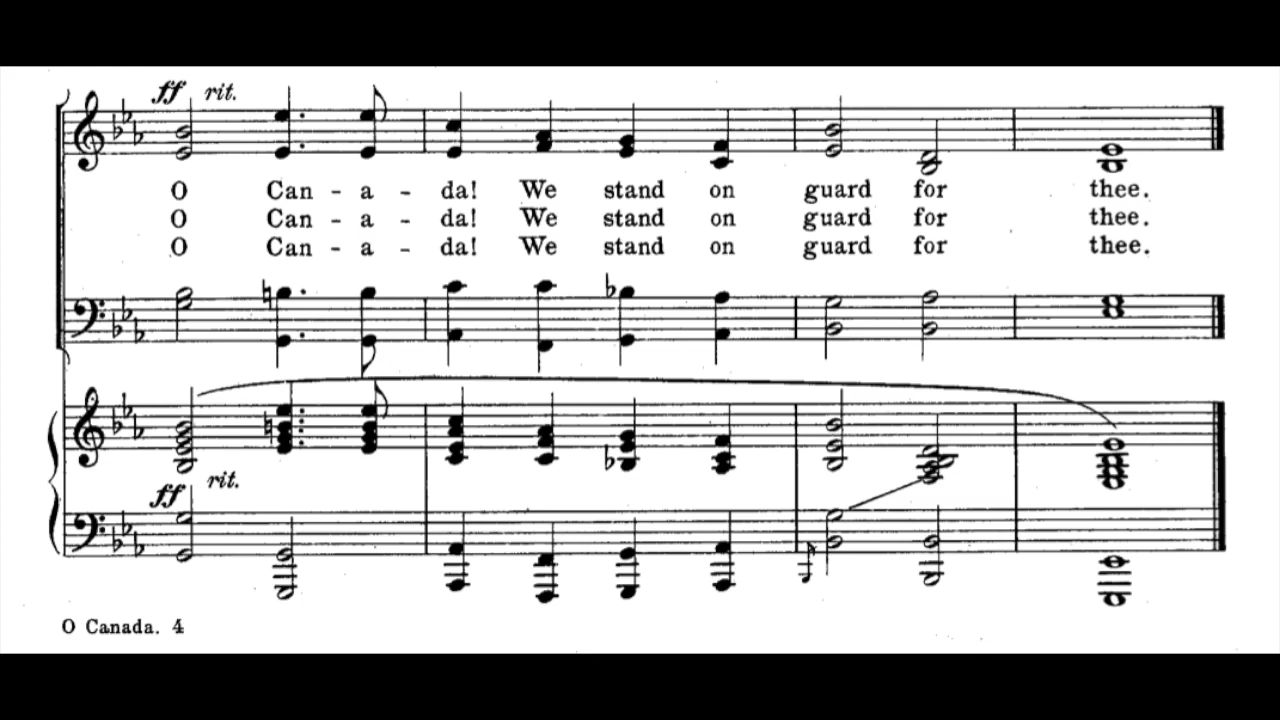 ff rit.
O Can - a - da! We stand on guard for thee.
O Can - a - da! We stand on guard for thee.
O Can - a - da! We stand on guard for thee.
rit.
ff
O Canada. 4